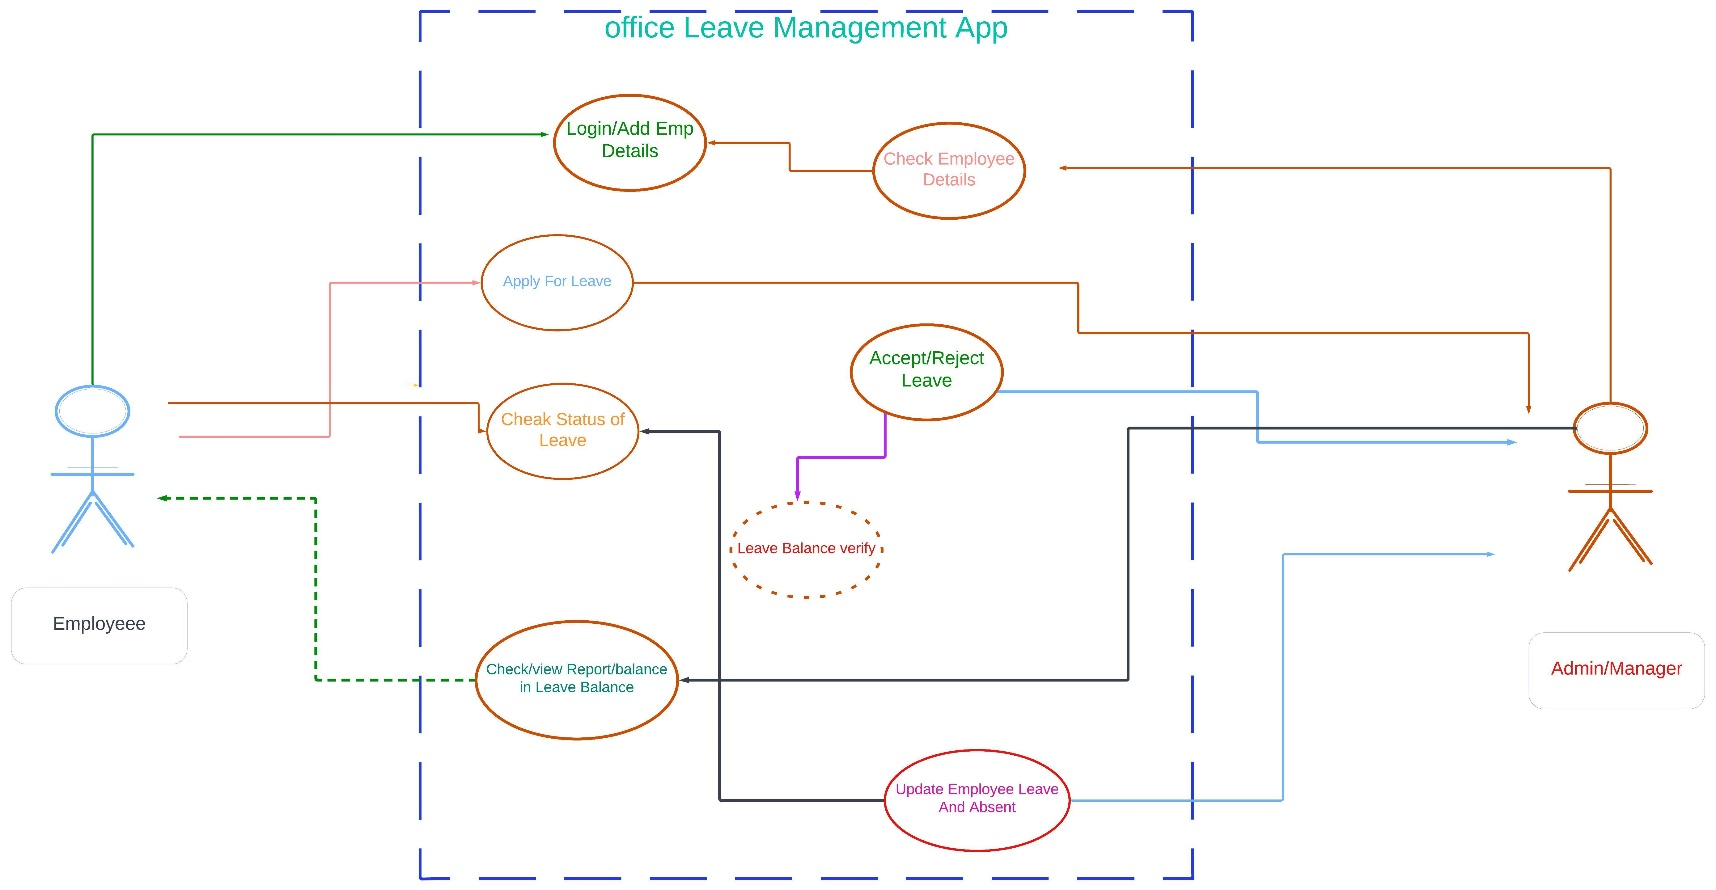 office Leave Management App
Login/Add Emp
Details
Check Employee
Details
Apply For Leave
Accept/Reject
Leave
Cheak Status of
Leave
Leave Balance verify
Employeee
Check/view Report/balance
in Leave Balance
Admin/Manager
Update Employee Leave
And Absent